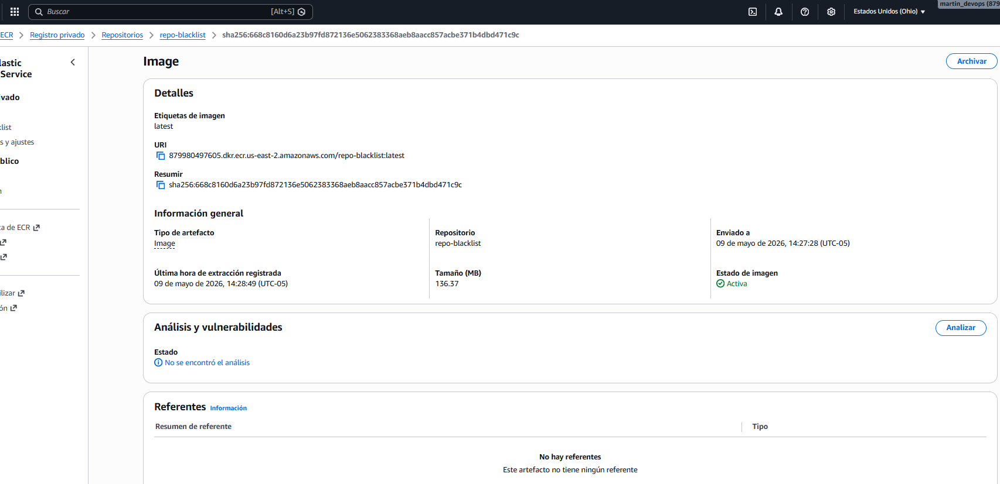 Buscar [Alt+S] Estados Unidos (Ohio) martin_devops (879
ECR Registro privado Repositorios repo-blacklist sha256:668c8160d6a23b97fd872136e5062383368aeb8aacc857acbe371b4dbd471c9c
lastic
Service
ivado
list
s y ajustes
blico
n
ca de ECR
ilizar
ón
Image
Archivar
Detalles
Etiquetas de imagen
latest
URI
879980497605.dkr.ecr.us-east-2.amazonaws.com/repo-blacklist:latest
Resumir
sha256:668c8160d6a23b97fd872136e5062383368aeb8aacc857acbe371b4dbd471c9c
Información general
Tipo de artefacto
Image
Repositorio
repo-blacklist
Enviado a
09 de mayo de 2026, 14:27:28 (UTC-05)
Última hora de extracción registrada
09 de mayo de 2026, 14:28:49 (UTC-05)
Tamaño (MB)
136.37
Estado de imagen
Activa
Análisis y vulnerabilidades
Analizar
Estado
No se encontró el análisis
Referentes Información
Resumen de referente Tipo
No hay referentes
Este artefacto no tiene ningún referente